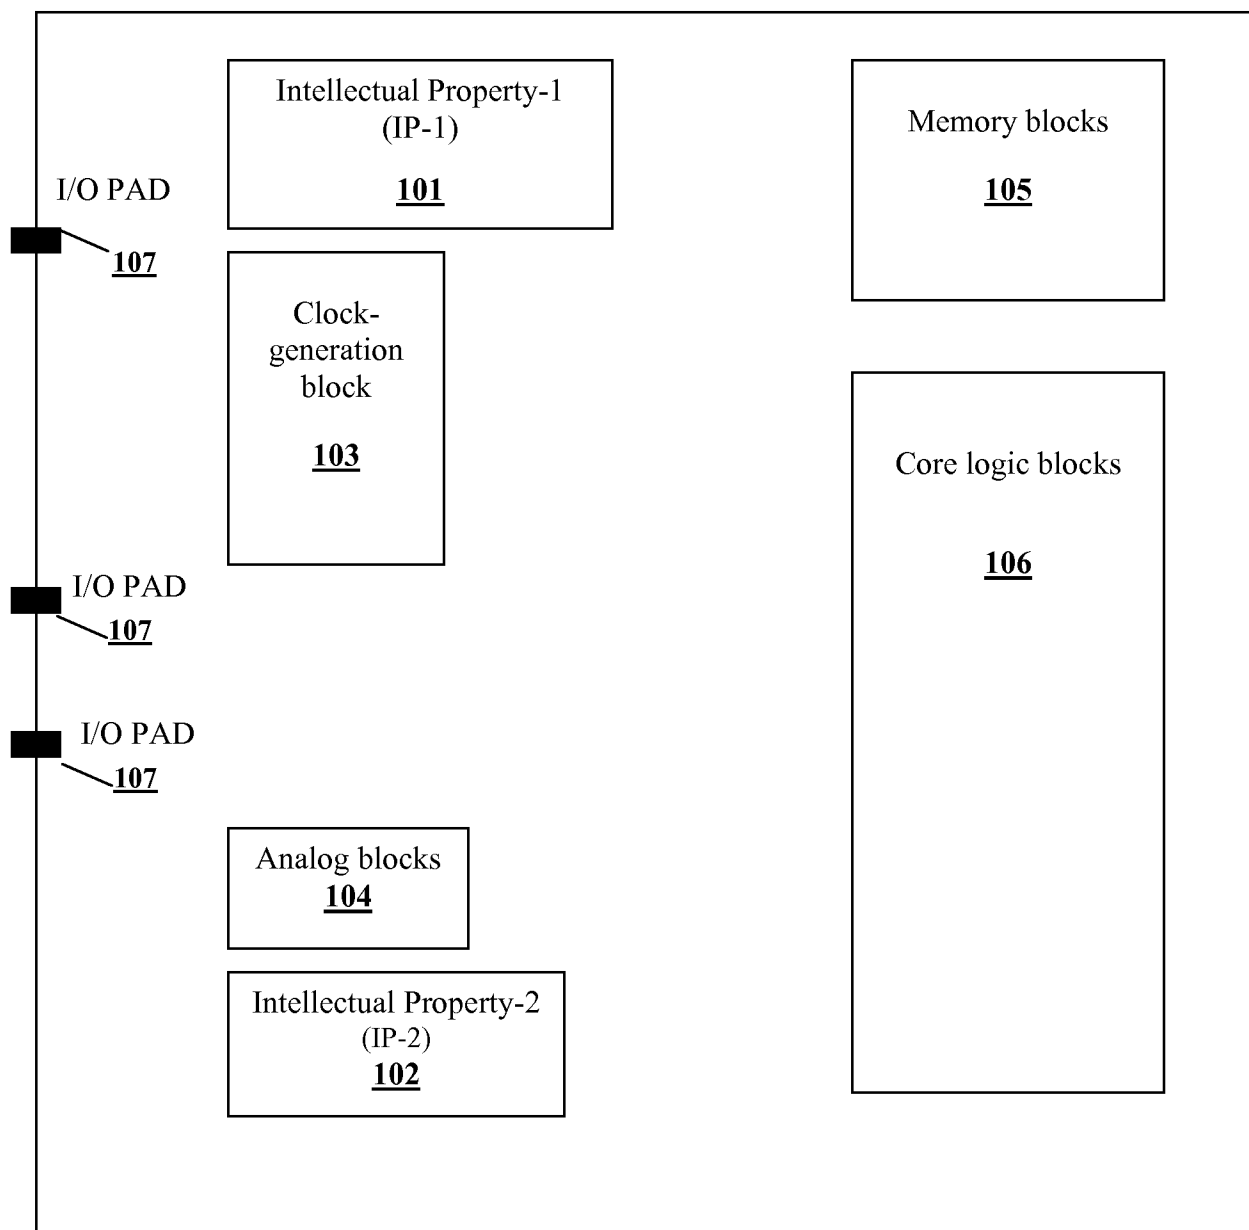 Intellectual Property-1
(IP-1)
101
Memory blocks
105
I/O PAD
107
Clock-
generation
block
103
Core logic blocks
106
I/O PAD
107
I/O PAD
107
Analog blocks
104
Intellectual Property-2
(IP-2)
102